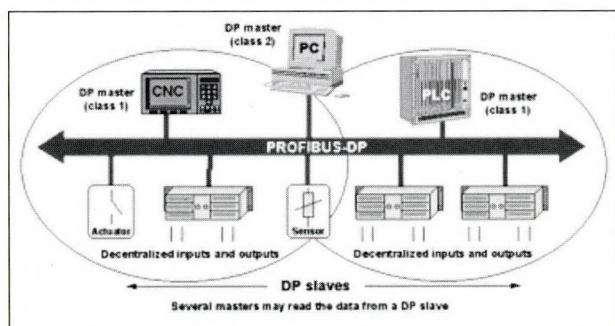 DP master
(class 2)
PC
DP master
(class 1)
CNC
PLC
DP master
(class 1)
PROFIBUS-DP
Actuator
Sensor
Decentralized inputs and outputs
Decentralized inputs and outputs
DP slaves
Several masters may read the data from a DP slave